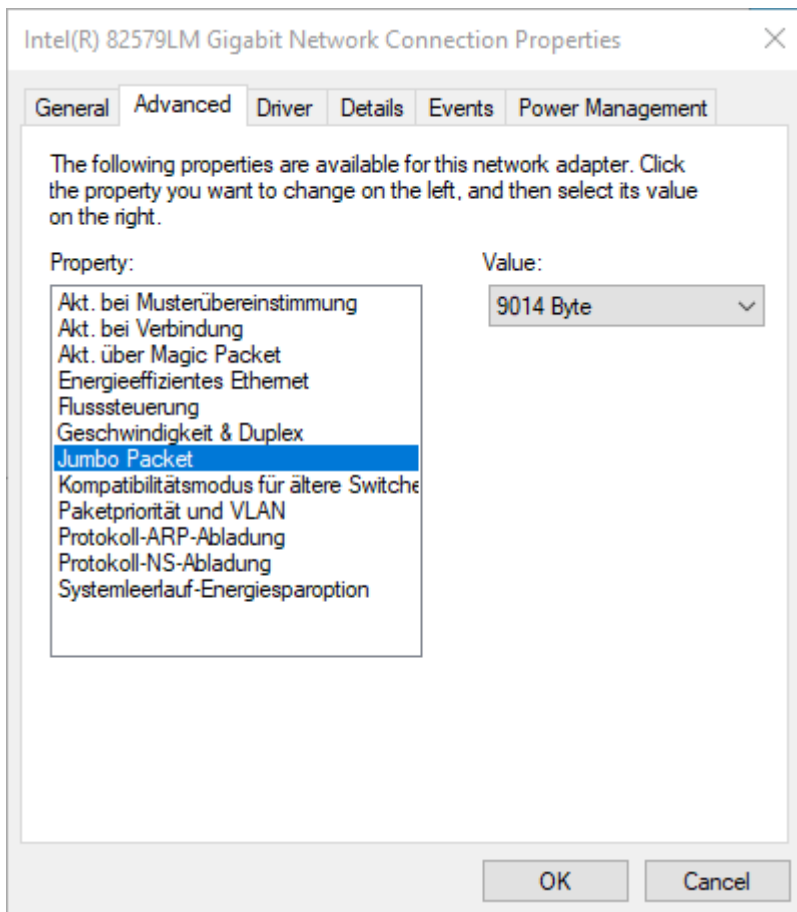 Intel(R) 82579LM Gigabit Network Connection Properties
General Advanced Driver Details Events Power Management
The following properties are available for this network adapter. Click
the property you want to change on the left, and then select its value
on the right.
Property:
Value:
Akt. bei Musterübereinstimmung
Akt. bei Verbindung
Akt. über Magic Packet
Energieeffizientes Ethernet
Flusssteuerung
Geschwindigkeit & Duplex
Jumbo Packet
Kompatibilitätsmodus für ältere Switche
Paketpriorität und VLAN
Protokoll-ARP-Abladung
Protokoll-NS-Abladung
Systemleerlauf-Energiesparoption
9014 Byte
OK
Cancel